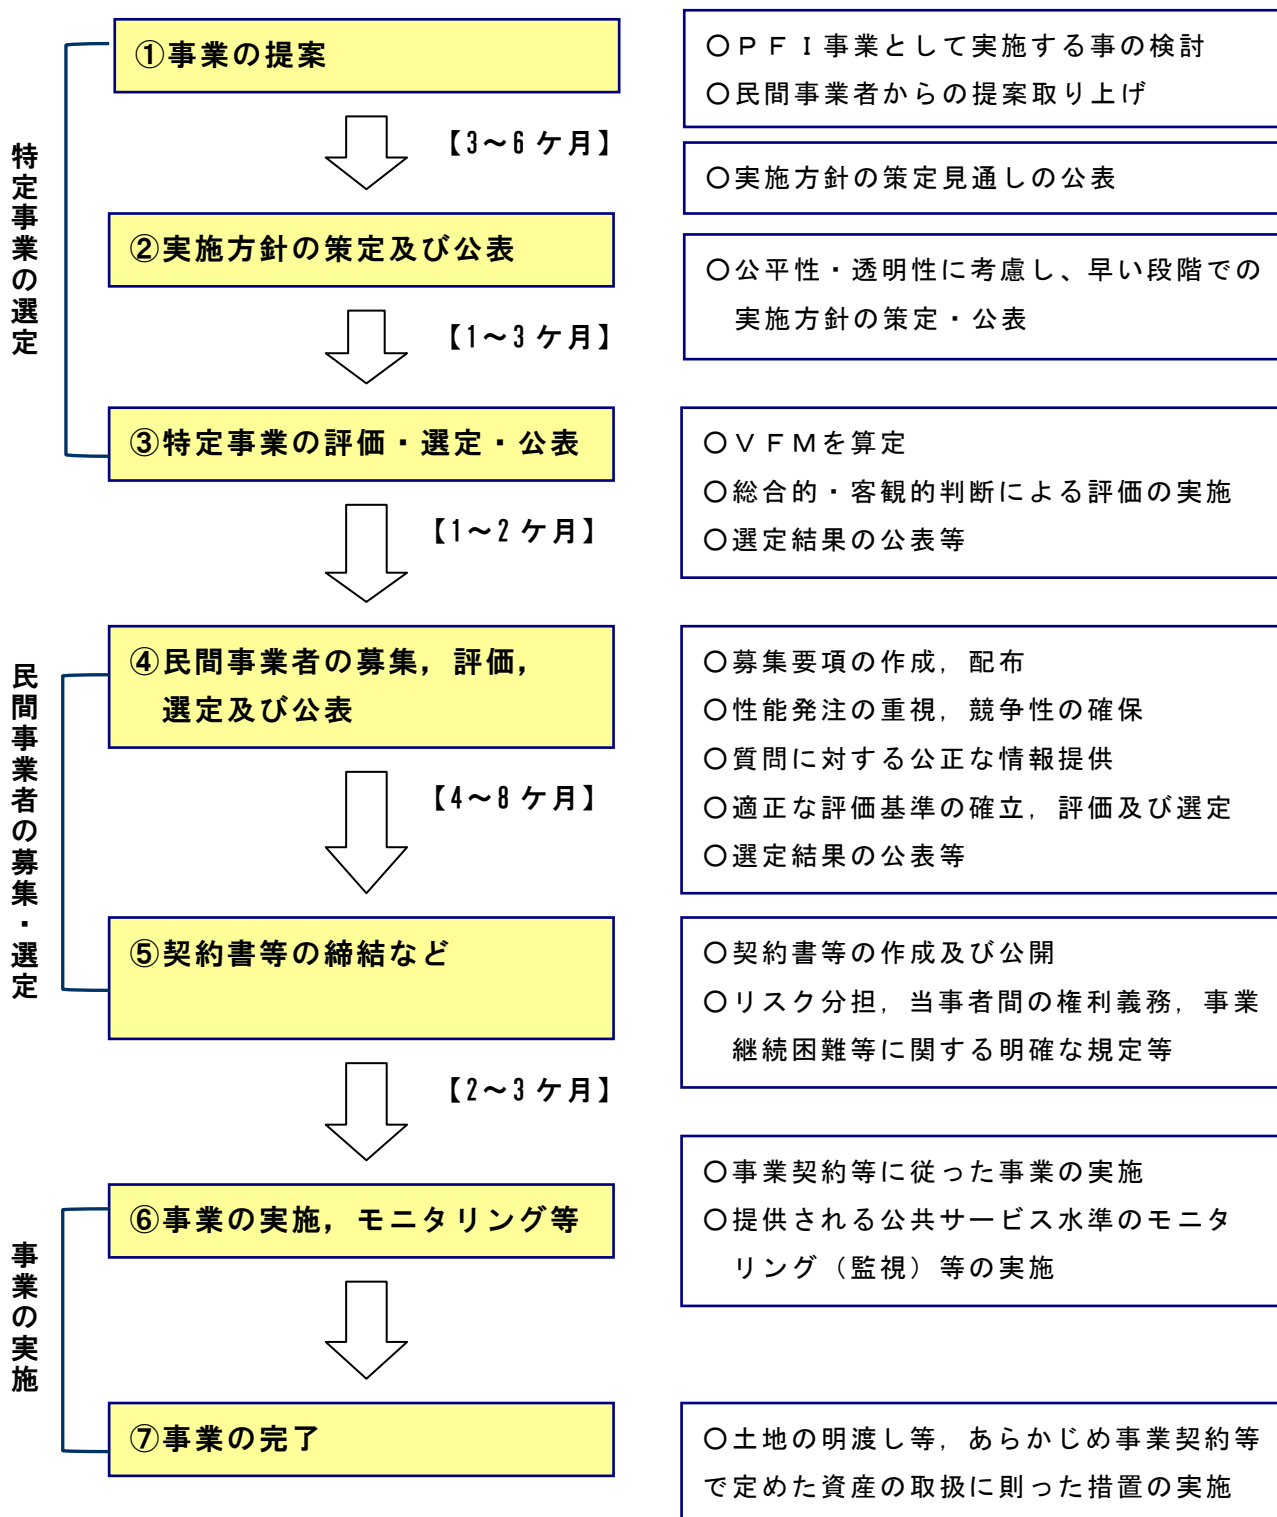 特定事業の選定
①事業の提案
○ＰＦＩ事業として実施する事の検討
○民間事業者からの提案取り上げ
【3～6 ケ月】
○実施方針の策定見通しの公表
②実施方針の策定及び公表
○公平性・透明性に考慮し、早い段階での
実施方針の策定・公表
【1～3 ケ月】
③特定事業の評価・選定・公表
○ＶＦＭを算定
○総合的・客観的判断による評価の実施
○選定結果の公表等
【1～2 ケ月】
民間事業者の募集・選定
④民間事業者の募集，評価，
選定及び公表
○募集要項の作成，配布
○性能発注の重視，競争性の確保
○質問に対する公正な情報提供
○適正な評価基準の確立，評価及び選定
○選定結果の公表等
【4～8 ケ月】
⑤契約書等の締結など
○契約書等の作成及び公開
○リスク分担，当事者間の権利義務，事業
継続困難等に関する明確な規定等
【2～3 ケ月】
事業の実施
⑥事業の実施，モニタリング等
○事業契約等に従った事業の実施
○提供される公共サービス水準のモニタ
リング（監視）等の実施
⑦事業の完了
○土地の明渡し等，あらかじめ事業契約等
で定めた資産の取扱に則った措置の実施